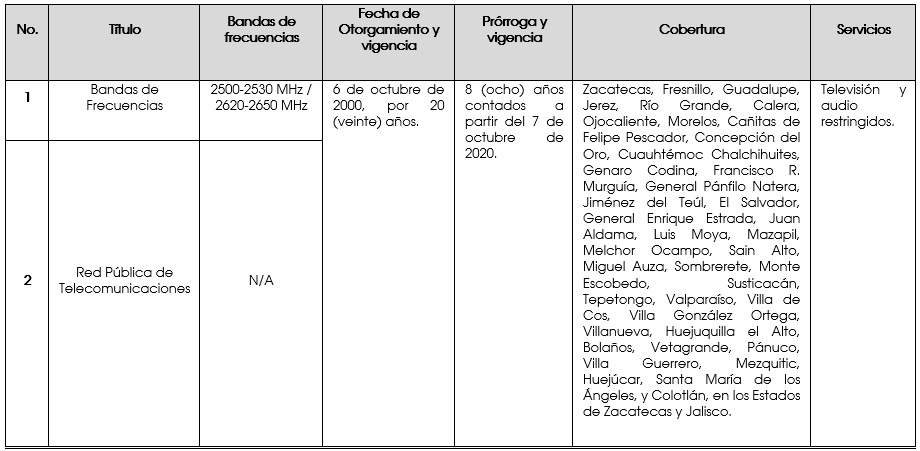 No.
Título
Bandas de
frecuencias
Fecha de
Otorgamiento y
vigencia
Prórroga y
vigencia
Cobertura
Servicios
1
Bandas de
Frecuencias
2500-2530 MHz /
2620-2650 MHz
6 de octubre de
2000, por 20
(veinte) años.
8 (ocho) años
contados a
partir del 7 de
octubre de
2020.
Zacatecas, Fresnillo, Guadalupe,
Jerez, Río Grande, Calera,
Ojocaliente, Morelos, Cañitas de
Felipe Pescador, Concepción del
Oro, Cuauhtémoc Chalchihuites,
Genaro Codina, Francisco R.
Murguía, General Pánfilo Natera,
Jiménez del Teúl, El Salvador,
General Enrique Estrada, Juan
Aldama, Luis Moya, Mazapil,
Melchor Ocampo, Sain Alto,
Miguel Auza, Sombrerete, Monte
Escobedo, Susticacán,
Tepetongo, Valparaíso, Villa de
Cos, Villa González Ortega,
Villanueva, Huejuquilla el Alto,
Bolaños, Vetagrande, Pánuco,
Villa Guerrero, Mezquitic,
Huejúcar, Santa María de los
Ángeles, y Colotlán, en los Estados
de Zacatecas y Jalisco.
Televisión y
audio
restringidos.
2
Red Pública de
Telecomunicaciones
N/A